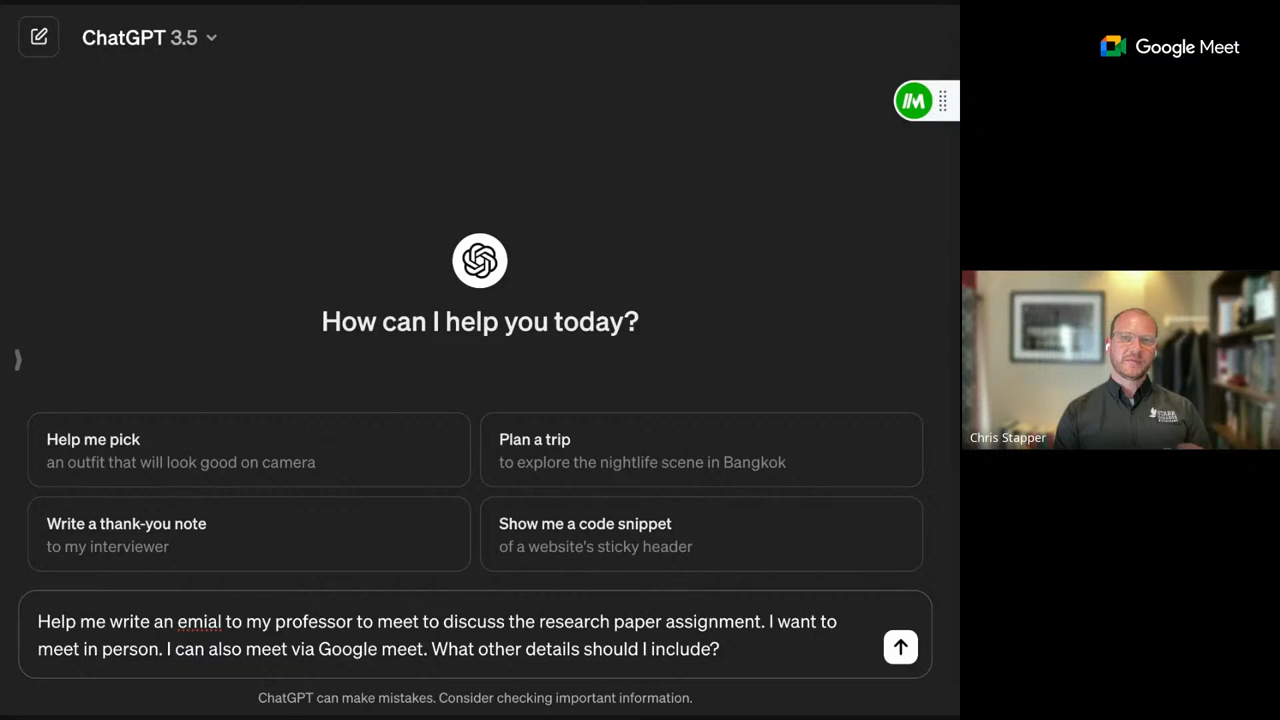 ChatGPT 3.5
Google Meet
How can I help you today?
Help me pick
an outfit that will look good on camera
Plan a trip
to explore the nightlife scene in Bangkok
Write a thank-you note
to my interviewer
Show me a code snippet
of a website's sticky header
Help me write an emial to my professor to meet to discuss the research paper assignment. I want to
meet in person. I can also meet via Google meet. What other details should I include?
ChatGPT can make mistakes. Consider checking important information.
Chris Stapper